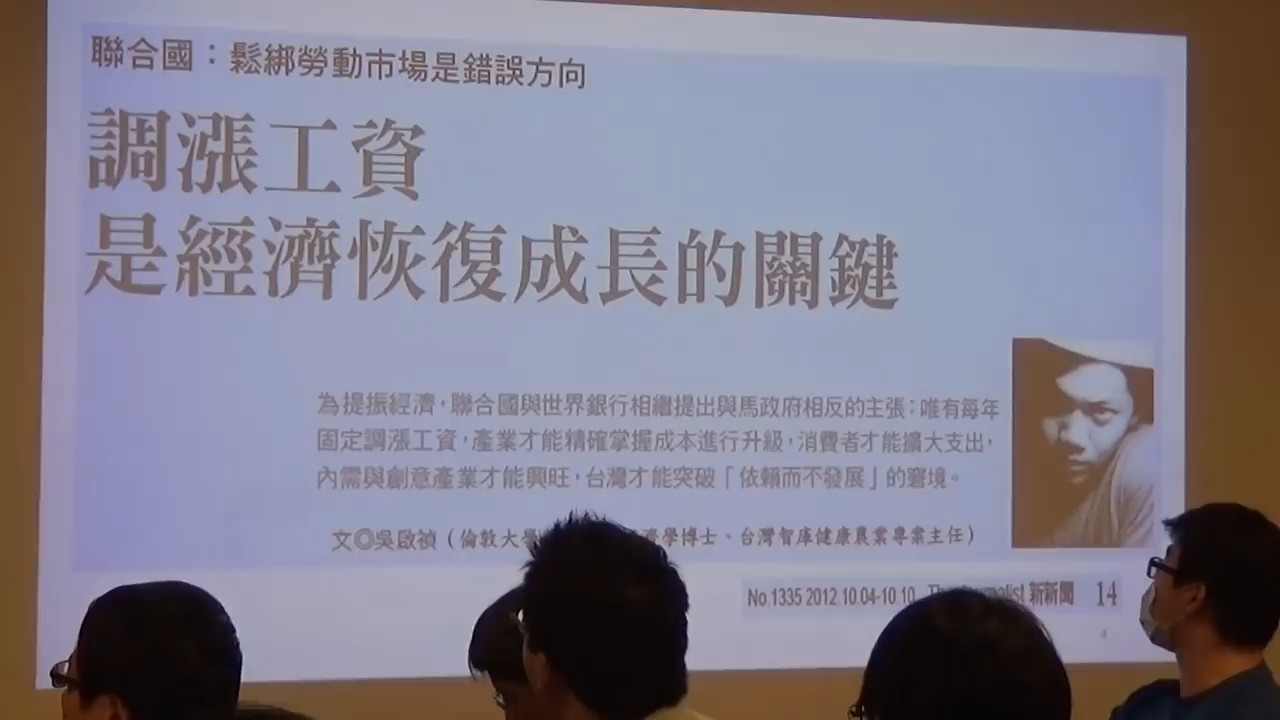 聯合國：鬆綁勞動市場是錯誤方向
調漲工資
是經濟恢復成長的關鍵
為提振經濟，聯合國與世界銀行相繼提出與馬政府相反的主張：唯有每年
固定調漲工資，產業才能精確掌握成本進行升級，消費者才能擴大支出，
內需與創意產業才能興旺，台灣才能突破「依賴而不發展」的窘境。
文◎吳啟禎（倫敦大學 濟學博士、台灣智庫健康農業專案主任）
No.1335 2012.10.04-10.10 The Journalist 新新聞 14
4